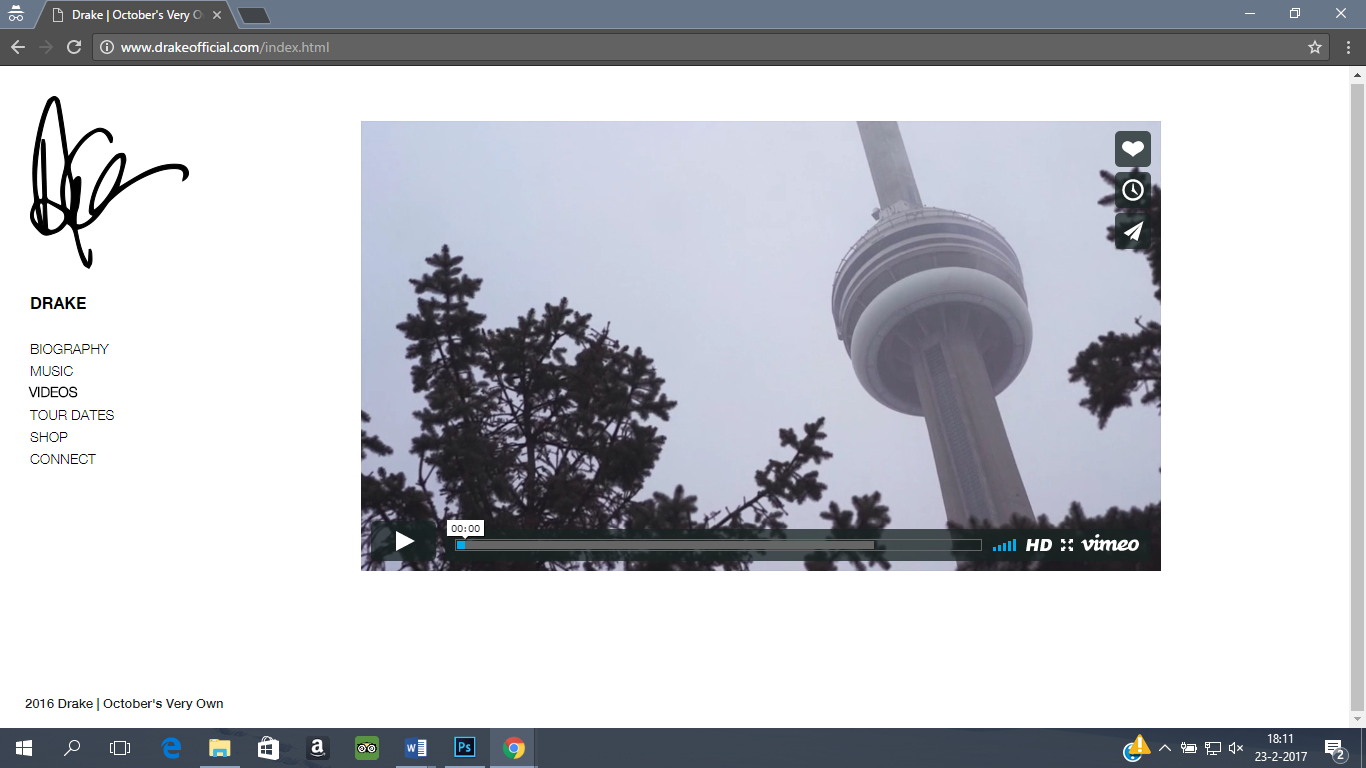 Drake | October's Very O
www.drakeofficial.com/index.html
DRAKE
BIOGRAPHY
MUSIC
VIDEOS
TOUR DATES
SHOP
CONNECT
00:00
HD
vimeo
2016 Drake | October's Very Own
a
W
Ps
18:11
23-2-2017
2